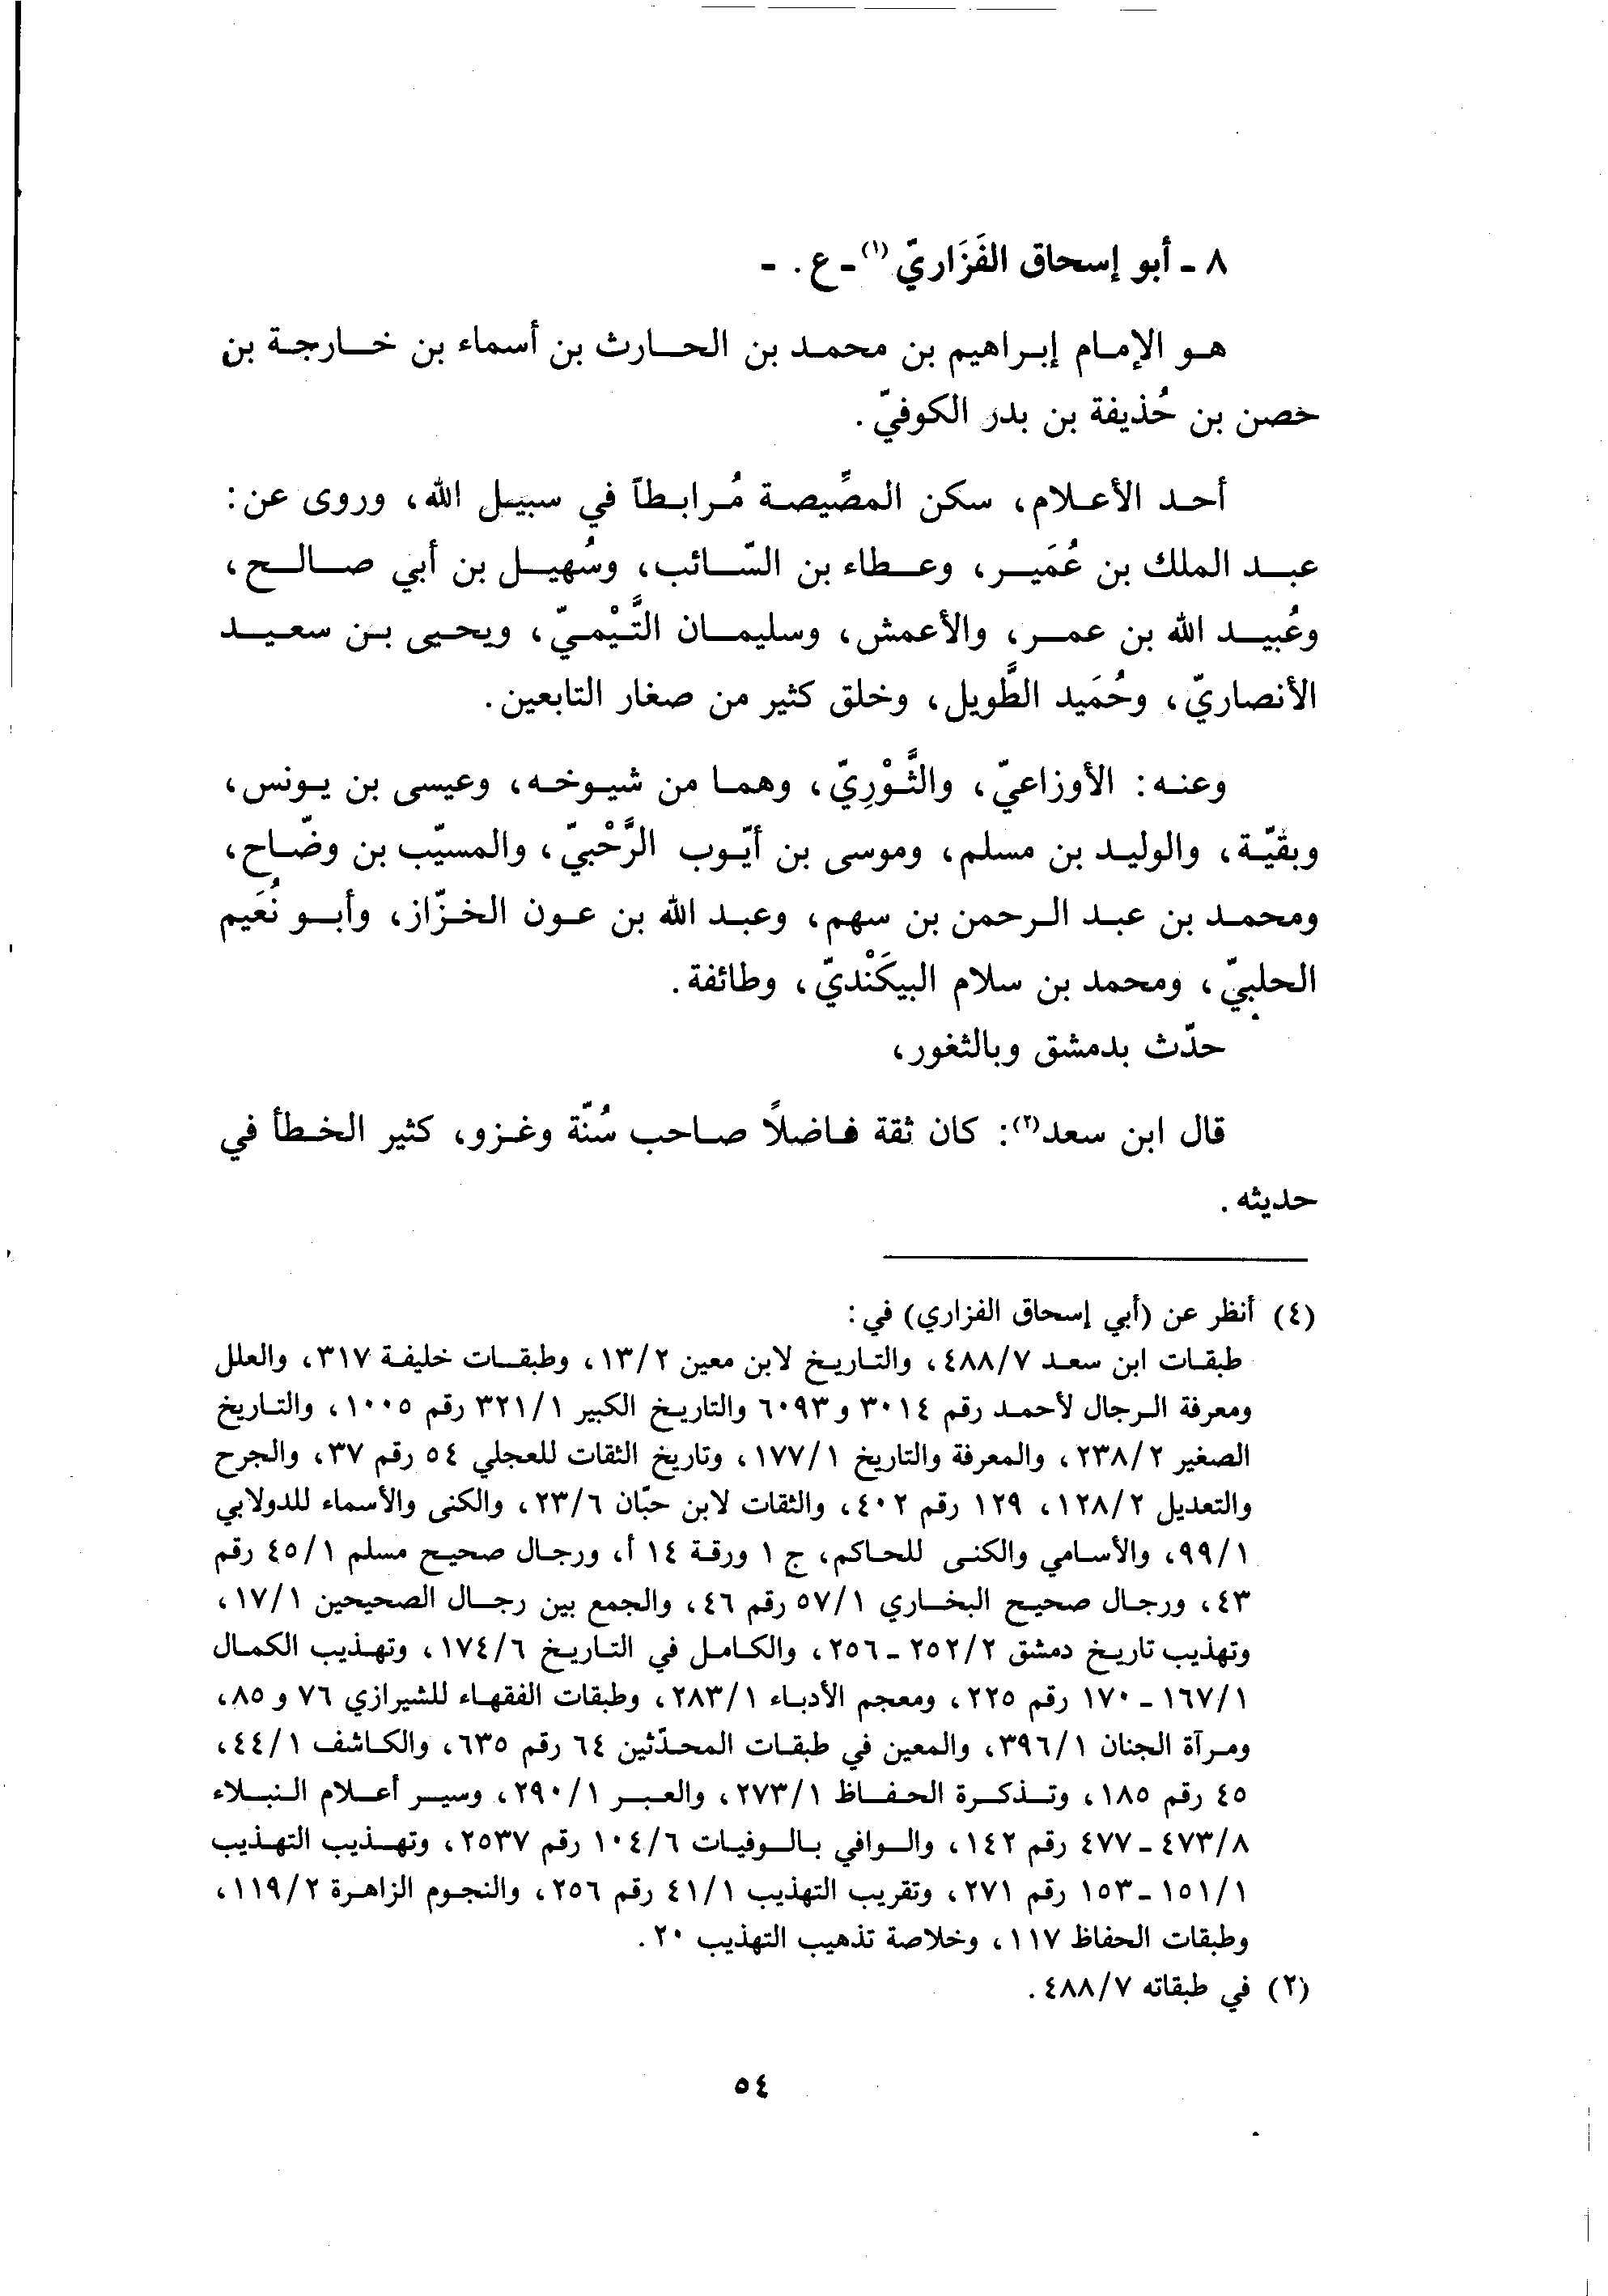 ٨ - أبو إسحاق الفَزَاريّ (١) - ع . -
هو الإمام إبراهيم بن محمد بن الحارث بن أسماء بن خارجة بن
خصن بن حُذيفة بن بدر الكوفيّ .
أحد الأعلام، سكن المصِّيصة مُرابطاً في سبيل الله، وروى عن:
عبد الملك بن عُمَير، وعطاء بن السّائب، وسُهيل بن أبي صالح،
وعُبيد الله بن عمر، والأعمش، وسليمان التَّيْميّ، ويحيى بن سعيد
الأنصاريّ، وحُمَيد الطَّويل، وخلق كثير من صغار التابعين .
وعنه: الأوزاعيّ، والثَّوْرِيّ، وهما من شيوخه، وعيسى بن يونس،
وبقيّة، والوليد بن مسلم، وموسى بن أيّوب الرَّحْبيّ، والمسيّب بن وضّاح،
ومحمد بن عبد الرحمن بن سهم، وعبد الله بن عون الخزّاز، وأبو نُعَيم
الحلبيّ، ومحمد بن سلام البيكَنْديّ، وطائفة .
حدّث بدمشق وبالثغور،
قال ابن سعد(٢): كان ثقة فاضلاً صاحب سُنّة وغزو، كثير الخطأ في
حديثه .
(٤) أنظر عن (أبي إسحاق الفزاري) في:
طبقات ابن سعد ٤٨٨/٧، والتاريخ لابن معين ١٣/٢، وطبقات خليفة ٣١٧، والعلل
ومعرفة الرجال لأحمد رقم ٣٠١٤ و ٦٠٩٣ والتاريخ الكبير ٣٢١/١ رقم ١٠٠٥، والتاريخ
الصغير ٢٣٨/٢، والمعرفة والتاريخ ١٧٧/١، وتاريخ الثقات للعجلي ٥٤ رقم ٣٧، والجرح
والتعديل ١٢٨/٢، ١٢٩ رقم ٤٠٢، والثقات لابن حبّان ٢٣/٦، والكنى والأسماء للدولابي
٩٩/١، والأسامي والكنى للحاكم، ج ١ ورقة ١٤ أ، ورجال صحيح مسلم ٤٥/١ رقم
٤٣، ورجال صحيح البخاري ٥٧/١ رقم ٤٦، والجمع بين رجال الصحيحين ١٧/١،
وتهذيب تاريخ دمشق ٢٥٢/٢ - ٢٥٦، والكامل في التاريخ ١٧٤/٦، وتهذيب الكمال
١٦٧/١ - ١٧٠ رقم ٢٢٥، ومعجم الأدباء ٢٨٣/١، وطبقات الفقهاء للشيرازي ٧٦ و ٨٥،
ومرآة الجنان ٣٩٦/١، والمعين في طبقات المحدّثين ٦٤ رقم ٦٣٥، والكاشف ٤٤/١،
٤٥ رقم ١٨٥، وتذكرة الحفاظ ٢٧٣/١، والعبر ٢٩٠/١، وسير أعلام النبلاء
٤٧٣/٨ - ٤٧٧ رقم ١٤٢، والوافي بالوفيات ١٠٤/٦ رقم ٢٥٣٧، وتهذيب التهذيب
١٥١/١ - ١٥٣ رقم ٢٧١، وتقريب التهذيب ٤١/١ رقم ٢٥٦، والنجوم الزاهرة ١١٩/٢،
وطبقات الحفاظ ١١٧، وخلاصة تذهيب التهذيب ٢٠ .
(٢) في طبقاته ٤٨٨/٧ .
٥٤